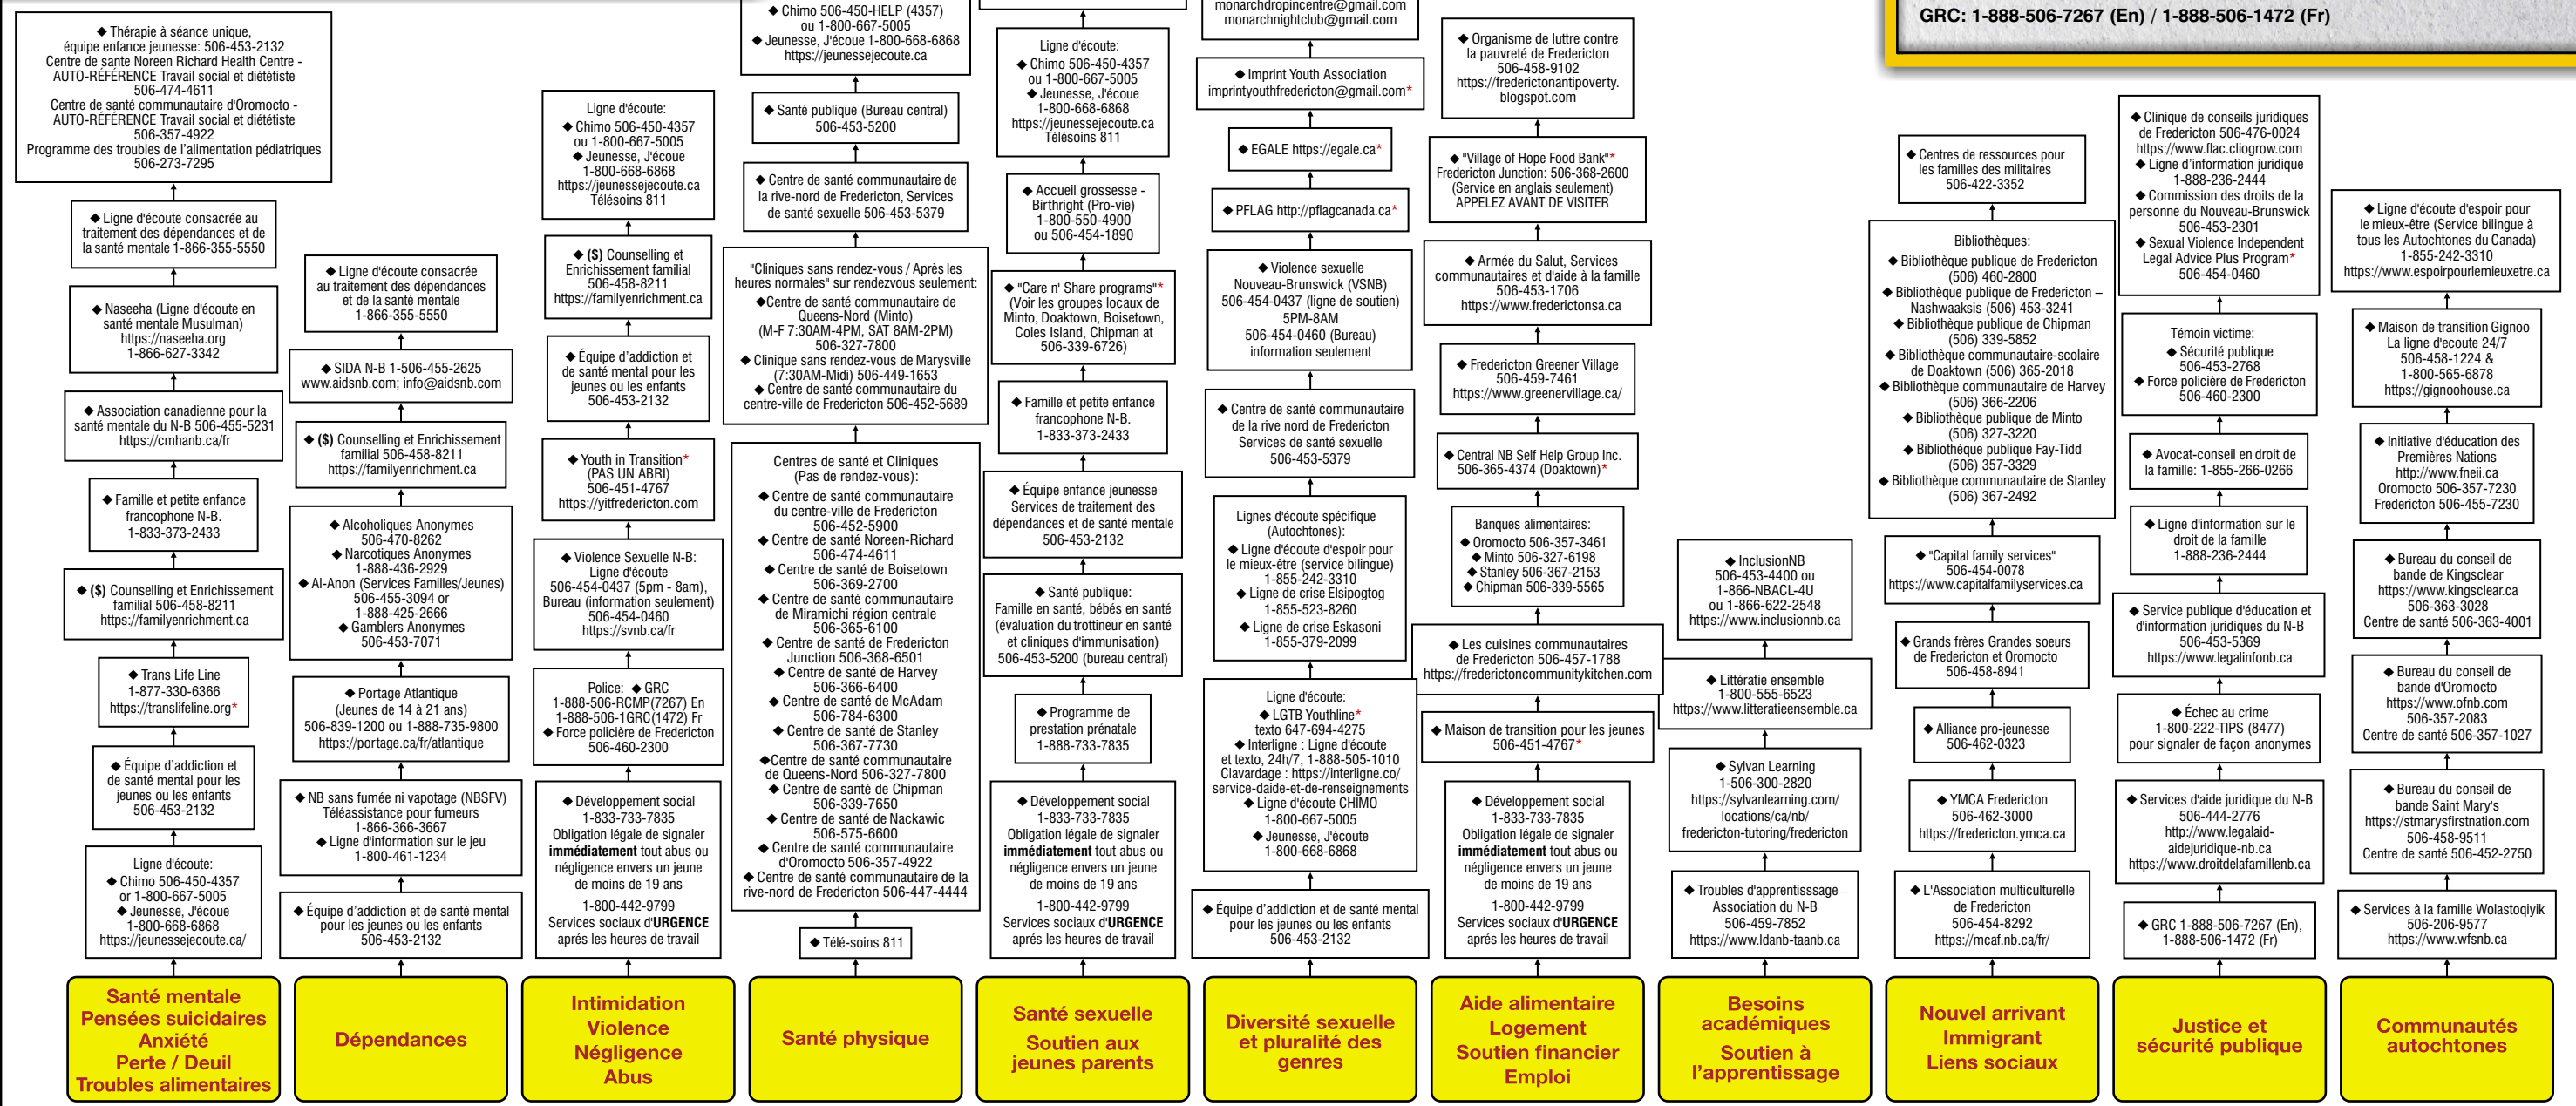 ◆ Thérapie à séance unique,
équipe enfance jeunesse: 506-453-2132
Centre de sante Noreen Richard Health Centre -
AUTO-RÉFÉRENCE Travail social et diététiste
506-474-4611
Centre de santé communautaire d'Oromocto -
AUTO-RÉFÉRENCE Travail social et diététiste
506-357-4922
Programme des troubles de l'alimentation pédiatriques
506-273-7295
◆ Ligne d'écoute consacrée au
traitement des dépendances et de
la santé mentale 1-866-355-5550
◆ Naseeha (Ligne d'écoute en
santé mentale Musulman)
https://naseeha.org
1-866-627-3342
◆ Association canadienne pour la
santé mentale du N-B 506-455-5231
https://cmhanb.ca/fr
◆ Famille et petite enfance
francophone N-B.
1-833-373-2433
◆ ($) Counselling et Enrichissement
familial 506-458-8211
https://familyenrichment.ca
◆ Trans Life Line
1-877-330-6366
https://translifeline.org*
◆ Équipe d'addiction et
de santé mental pour les
jeunes ou les enfants
506-453-2132
Ligne d'écoute:
◆ Chimo 506-450-4357
or 1-800-667-5005
◆ Jeunesse, J'écoue
1-800-668-6868
https://jeunessejecoute.ca/
Santé mentale
Pensées suicidaires
Anxiété
Perte / Deuil
Troubles alimentaires
◆ Ligne d'écoute consacrée
au traitement des dépendances
et de la santé mentale
1-866-355-5550
◆ SIDA N-B 1-506-455-2625
www.aidsnb.com; info@aidsnb.com
◆ ($) Counselling et Enrichissement
familial 506-458-8211
https://familyenrichment.ca
◆ Alcooliques Anonymes
506-470-8262
◆ Narcotiques Anonymes
1-888-436-2929
◆ Al-Anon (Services Familles/Jeunes)
506-455-3094 or
1-888-425-2666
◆ Gamblers Anonymes
506-453-7071
◆ Portage Atlantique
(Jeunes de 14 à 21 ans)
506-839-1200 ou 1-888-735-9800
https://portage.ca/fr/atlantique
◆ NB sans fumée ni vapotage (NBSFV)
Téléassistance pour fumeurs
1-866-366-3667
◆ Ligne d'information sur le jeu
1-800-461-1234
◆ Équipe d'addiction et de santé mental
pour les jeunes ou les enfants
506-453-2132
Dépendances
Ligne d'écoute:
◆ Chimo 506-450-4357
ou 1-800-667-5005
◆ Jeunesse, J'écoue
1-800-668-6868
https://jeunessejecoute.ca
Télésoins 811
◆ ($) Counselling et
Enrichissement familial
506-458-8211
https://familyenrichment.ca
◆ Équipe d'addiction et
de santé mental pour les
jeunes ou les enfants
506-453-2132
◆ Youth in Transition*
(PAS UN ABRI)
506-451-4767
https://yitfredericton.com
◆ Violence Sexuelle N-B:
Ligne d'écoute
506-454-0437 (5pm - 8am),
Bureau (information seulement)
506-454-0460
https://svnb.ca/fr
Police: ◆ GRC
1-888-506-RCMP(7267) En
1-888-506-1GRC(1472) Fr
◆ Force policière de Fredericton
506-460-2300
◆ Développement social
1-833-733-7835
Obligation légale de signaler
immédiatement tout abus ou
négligence envers un jeune
de moins de 19 ans
1-800-442-9799
Services sociaux d'URGENCE
aprés les heures de travail
Intimidation
Violence
Négligence
Abus
◆ Chimo 506-450-HELP (4357)
ou 1-800-667-5005
◆ Jeunesse, J'écoue 1-800-668-6868
https://jeunessejecoute.ca
◆ Santé publique (Bureau central)
506-453-5200
◆ Centre de santé communautaire de
la rive-nord de Fredericton, Services
de santé sexuelle 506-453-5379
"Cliniques sans rendez-vous / Après les
heures normales" sur rendezvous seulement:
◆Centre de santé communautaire de
Queens-Nord (Minto)
(M-F 7:30AM-4PM, SAT 8AM-2PM)
506-327-7800
◆ Clinique sans rendez-vous de Marysville
(7:30AM-Midi) 506-449-1653
◆ Centre de santé communautaire du
centre-ville de Fredericton 506-452-5689
Centres de santé et Cliniques
(Pas de rendez-vous):
◆ Centre de santé communautaire
du centre-ville de Fredericton
506-452-5900
◆ Centre de santé Noreen-Richard
506-474-4611
◆ Centre de santé de Boisetown
506-369-2700
◆ Centre de santé communautaire
de Miramichi région centrale
506-365-6100
◆ Centre de santé de Fredericton
Junction 506-368-6501
◆ Centre de santé de Harvey
506-366-6400
◆ Centre de santé de McAdam
506-784-6300
◆ Centre de santé de Stanley
506-367-7730
◆Centre de santé communautaire
de Queens-Nord 506-327-7800
◆ Centre de santé de Chipman
506-339-7650
◆ Centre de santé de Nackawic
506-575-6600
◆ Centre de santé communautaire
d'Oromocto 506-357-4922
◆ Centre de santé communautaire de la
rive-nord de Fredericton 506-447-4444
◆ Télé-soins 811
Santé physique
Ligne d'écoute:
◆ Chimo 506-450-4357
ou 1-800-667-5005
◆ Jeunesse, J'écoue
1-800-668-6868
https://jeunessejecoute.ca
Télésoins 811
◆ Accueil grossesse -
Birthright (Pro-vie)
1-800-550-4900
ou 506-454-1890
◆ "Care n' Share programs"*
(Voir les groupes locaux de
Minto, Doaktown, Boisetown,
Coles Island, Chipman at
506-339-6726)
◆ Famille et petite enfance
francophone N-B.
1-833-373-2433
◆ Équipe enfance jeunesse
Services de traitement des
dépendances et de santé mentale
506-453-2132
◆ Santé publique:
Famille en santé, bébés en santé
(évaluation du trottineur en santé
et cliniques d'immunisation)
506-453-5200 (bureau central)
◆ Programme de
prestation prénatale
1-888-733-7835
◆ Développement social
1-833-733-7835
Obligation légale de signaler
immédiatement tout abus ou
négligence envers un jeune
de moins de 19 ans
1-800-442-9799
Services sociaux d'URGENCE
aprés les heures de travail
Santé sexuelle
Soutien aux
jeunes parents
monarchdropincentre@gmail.com
monarchnightclub@gmail.com
◆ Imprint Youth Association
imprintyouthfredericton@gmail.com*
◆ EGALE https://egale.ca*
◆ PFLAG http://pflagcanada.ca*
◆ Violence sexuelle
Nouveau-Brunswick (VSNB)
506-454-0437 (ligne de soutien)
5PM-8AM
506-454-0460 (Bureau)
information seulement
◆ Centre de santé communautaire
de la rive nord de Fredericton
Services de santé sexuelle
506-453-5379
Lignes d'écoute spécifique
(Autochtones):
◆ Ligne d'écoute d'espoir pour
le mieux-être (service bilingue)
1-855-242-3310
◆ Ligne de crise Elsipogtog
1-855-523-8260
◆ Ligne de crise Eskasoni
1-855-379-2099
Ligne d'écoute:
◆ LGTB Youthline*
texto 647-694-4275
◆ Interligne : Ligne d'écoute
et texto, 24h/7, 1-888-505-1010
Clavardage : https://interligne.co/
service-daide-et-de-renseignements
◆ Ligne d'écoute CHIMO
1-800-667-5005
◆ Jeunesse, J'écoute
1-800-668-6868
◆ Équipe d'addiction et de santé mental
pour les jeunes ou les enfants
506-453-2132
Diversité sexuelle
et pluralité des
genres
◆ Organisme de luttre contre
la pauvreté de Fredericton
506-458-9102
https://frederictonantipoverty.
blogspot.com
◆ "Village of Hope Food Bank"*
Fredericton Junction: 506-368-2600
(Service en anglais seulement)
APPELEZ AVANT DE VISITER
◆ Armée du Salut, Services
communautaires et d'aide à la famille
506-453-1706
https://www.frederictonsa.ca
◆ Fredericton Greener Village
506-459-7461
https://www.greenervillage.ca/
◆ Central NB Self Help Group Inc.
506-365-4374 (Doaktown)*
Banques alimentaires:
◆ Oromocto 506-357-3461
◆ Minto 506-327-6198
◆ Stanley 506-367-2153
◆ Chipman 506-339-5565
◆ Les cuisines communautaires
de Fredericton 506-457-1788
https://frederictoncommunitykitchen.com
◆ Maison de transition pour les jeunes
506-451-4767*
◆ Développement social
1-833-733-7835
Obligation légale de signaler
immédiatement tout abus ou
négligence envers un jeune
de moins de 19 ans
1-800-442-9799
Services sociaux d'URGENCE
aprés les heures de travail
Aide alimentaire
Logement
Soutien financier
Emploi
◆ InclusionNB
506-453-4400 ou
1-866-NBACL-4U
ou 1-866-622-2548
https://www.inclusionnb.ca
◆ Littératie ensemble
1-800-555-6523
https://www.litteratieensemble.ca
◆ Sylvan Learning
1-506-300-2820
https://sylvanlearning.com/
locations/ca/nb/
fredericton-tutoring/fredericton
◆ Troubles d'apprentisssage –
Association du N-B
506-459-7852
https://www.ldanb-taanb.ca
Besoins
académiques
Soutien à
l'apprentissage
GRC: 1-888-506-7267 (En) / 1-888-506-1472 (Fr)
◆ Centres de ressources pour
les familles des militaires
506-422-3352
Bibliothèques:
◆ Bibliothèque publique de Fredericton
(506) 460-2800
◆ Bibliothèque publique de Fredericton –
Nashwaaksis (506) 453-3241
◆ Bibliothèque publique de Chipman
(506) 339-5852
◆ Bibliothèque communautaire-scolaire
de Doaktown (506) 365-2018
◆ Bibliothèque communautaire de Harvey
(506) 366-2206
◆ Bibliothèque publique de Minto
(506) 327-3220
◆ Bibliothèque publique Fay-Tidd
(506) 357-3329
◆ Bibliothèque communautaire de Stanley
(506) 367-2492
◆ "Capital family services"
506-454-0078
https://www.capitalfamilyservices.ca
◆ Grands frères Grandes soeurs
de Fredericton et Oromocto
506-458-8941
◆ Alliance pro-jeunesse
506-462-0323
◆ YMCA Fredericton
506-462-3000
https://fredericton.ymca.ca
◆ L'Association multiculturelle
de Fredericton
506-454-8292
https://mcaf.nb.ca/fr/
Nouvel arrivant
Immigrant
Liens sociaux
◆ Clinique de conseils juridiques
de Fredericton 506-476-0024
https://www.flac.cliogrow.com
◆ Ligne d'information juridique
1-888-236-2444
◆ Commission des droits de la
personne du Nouveau-Brunswick
506-453-2301
◆ Sexual Violence Independent
Legal Advice Plus Program*
506-454-0460
Témoin victime:
◆ Sécurité publique
506-453-2768
◆ Force policière de Fredericton
506-460-2300
◆ Avocat-conseil en droit de
la famille: 1-855-266-0266
◆ Ligne d'information sur le
droit de la famille
1-888-236-2444
◆ Service publique d'éducation et
d'information juridiques du N-B
506-453-5369
https://www.legalinfonb.ca
◆ Échec au crime
1-800-222-TIPS (8477)
pour signaler de façon anonymes
◆ Services d'aide juridique du N-B
506-444-2776
http://www.legalaid-
aidejuridique-nb.ca
https://www.droitdelafamillenb.ca
◆ GRC 1-888-506-7267 (En),
1-888-506-1472 (Fr)
Justice et
sécurité publique
◆ Ligne d'écoute d'espoir pour
le mieux-être (Service bilingue à
tous les Autochtones du Canada)
1-855-242-3310
https://www.espoirpourlemieuxetre.ca
◆ Maison de transition Gignoo
La ligne d'ecoute 24/7
506-458-1224 &
1-800-565-6878
https://gignoohouse.ca
◆ Initiative d'éducation des
Premières Nations
http://www.fneii.ca
Oromocto 506-357-7230
Fredericton 506-455-7230
◆ Bureau du conseil de
bande de Kingsclear
https://www.kingsclear.ca
506-363-3028
Centre de santé 506-363-4001
◆ Bureau du conseil de
bande d'Oromocto
https://www.ofnb.com
506-357-2083
Centre de santé 506-357-1027
◆ Bureau du conseil de
bande Saint Mary's
https://stmarysfirstnation.com
506-458-9511
Centre de santé 506-452-2750
◆ Services à la famille Wolastoqiyik
506-206-9577
https://www.wfsnb.ca
Communautés
autochtones